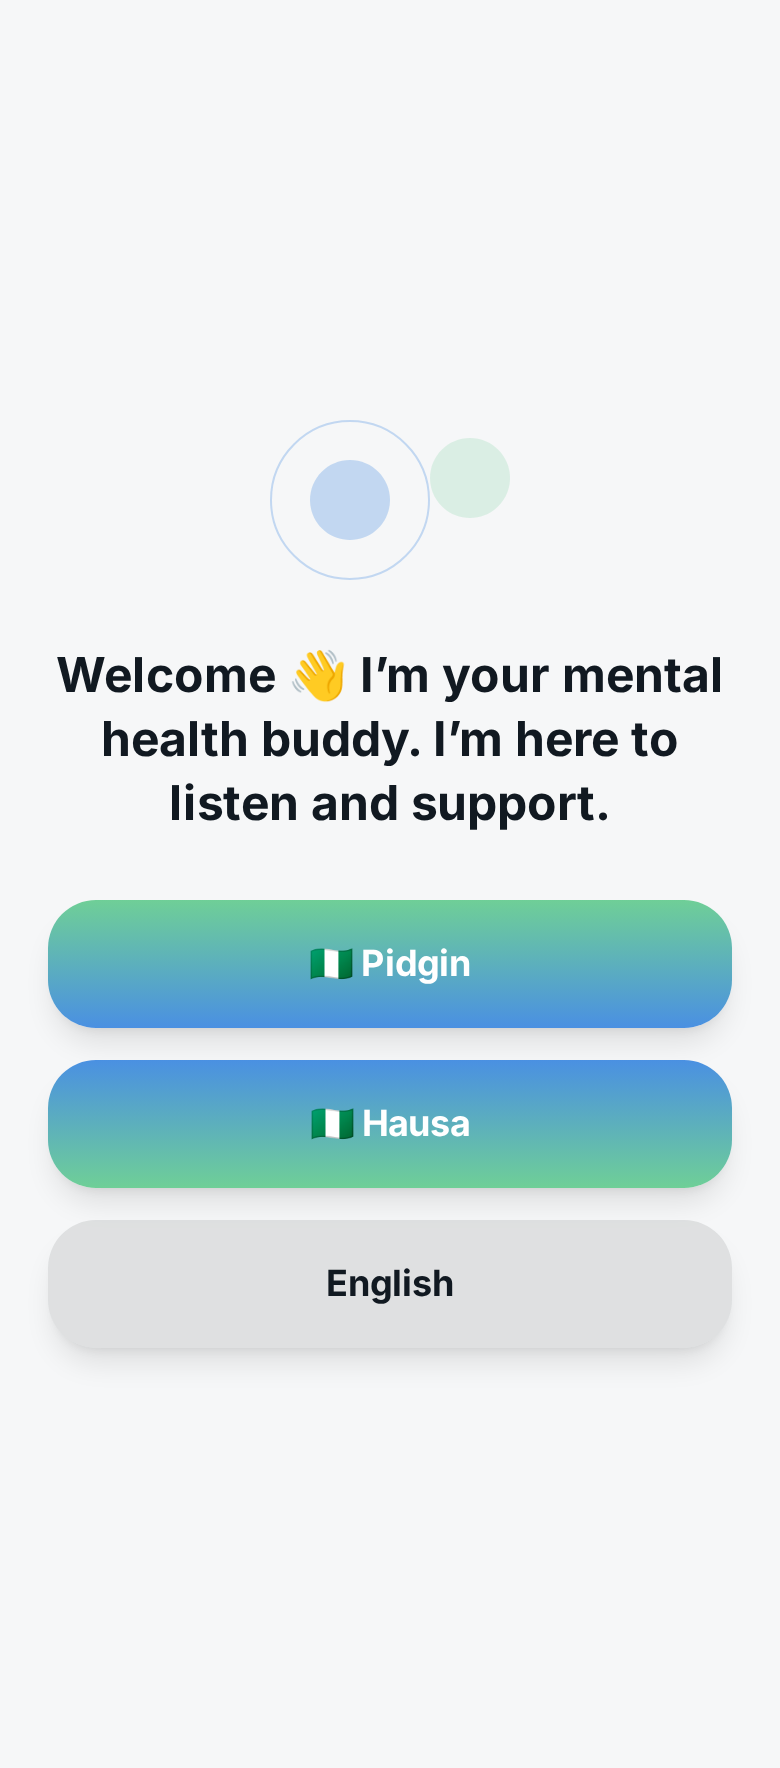 Welcome 👋 I’m your mental
health buddy. I’m here to
listen and support.
🇳🇬 Pidgin
🇳🇬 Hausa
English